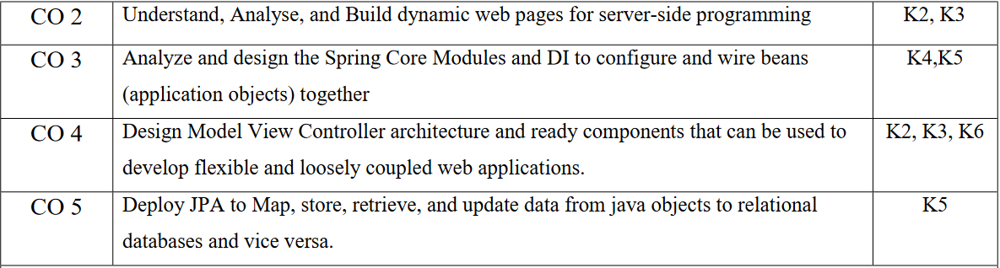 CO 2 Understand, Analyse, and Build dynamic web pages for server-side programming K2, K3
CO 3 Analyze and design the Spring Core Modules and DI to configure and wire beans K4,K5
(application objects) together
CO 4 Design Model View Controller architecture and ready components that can be used to K2, K3, K6
develop flexible and loosely coupled web applications.
CO 5 Deploy JPA to Map, store, retrieve, and update data from java objects to relational K5
databases and vice versa.